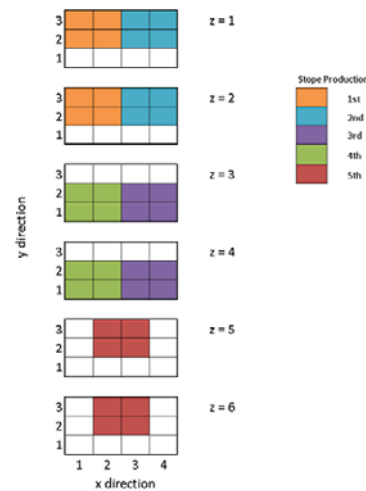 3
2
1
z = 1
3
2
1
z = 2
Stope Production
1st
2nd
3rd
4th
5th
3
2
1
z = 3
y direction
3
2
1
z = 4
3
2
1
z = 5
3
2
1
z = 6
1 2 3 4
x direction